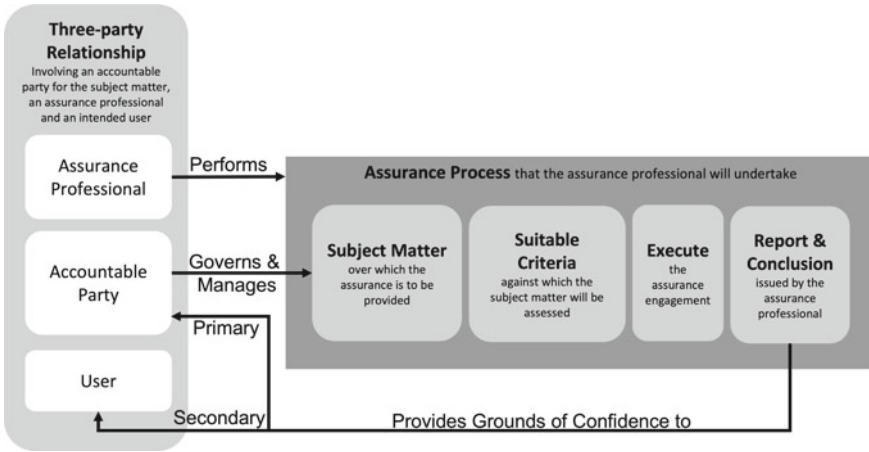 Three-party
Relationship
Involving an accountable
party for the subject matter,
an assurance professional
and an intended user
Assurance
Professional
Performs
Accountable
Party
Governs &
Manages
Primary
User
Secondary
Assurance Process that the assurance professional will undertake
Subject Matter
over which the
assurance is to be
provided
Suitable
Criteria
against which the
subject matter will be
assessed
Execute
the
assurance
engagement
Report &
Conclusion
issued by the
assurance
professional
Provides Grounds of Confidence to